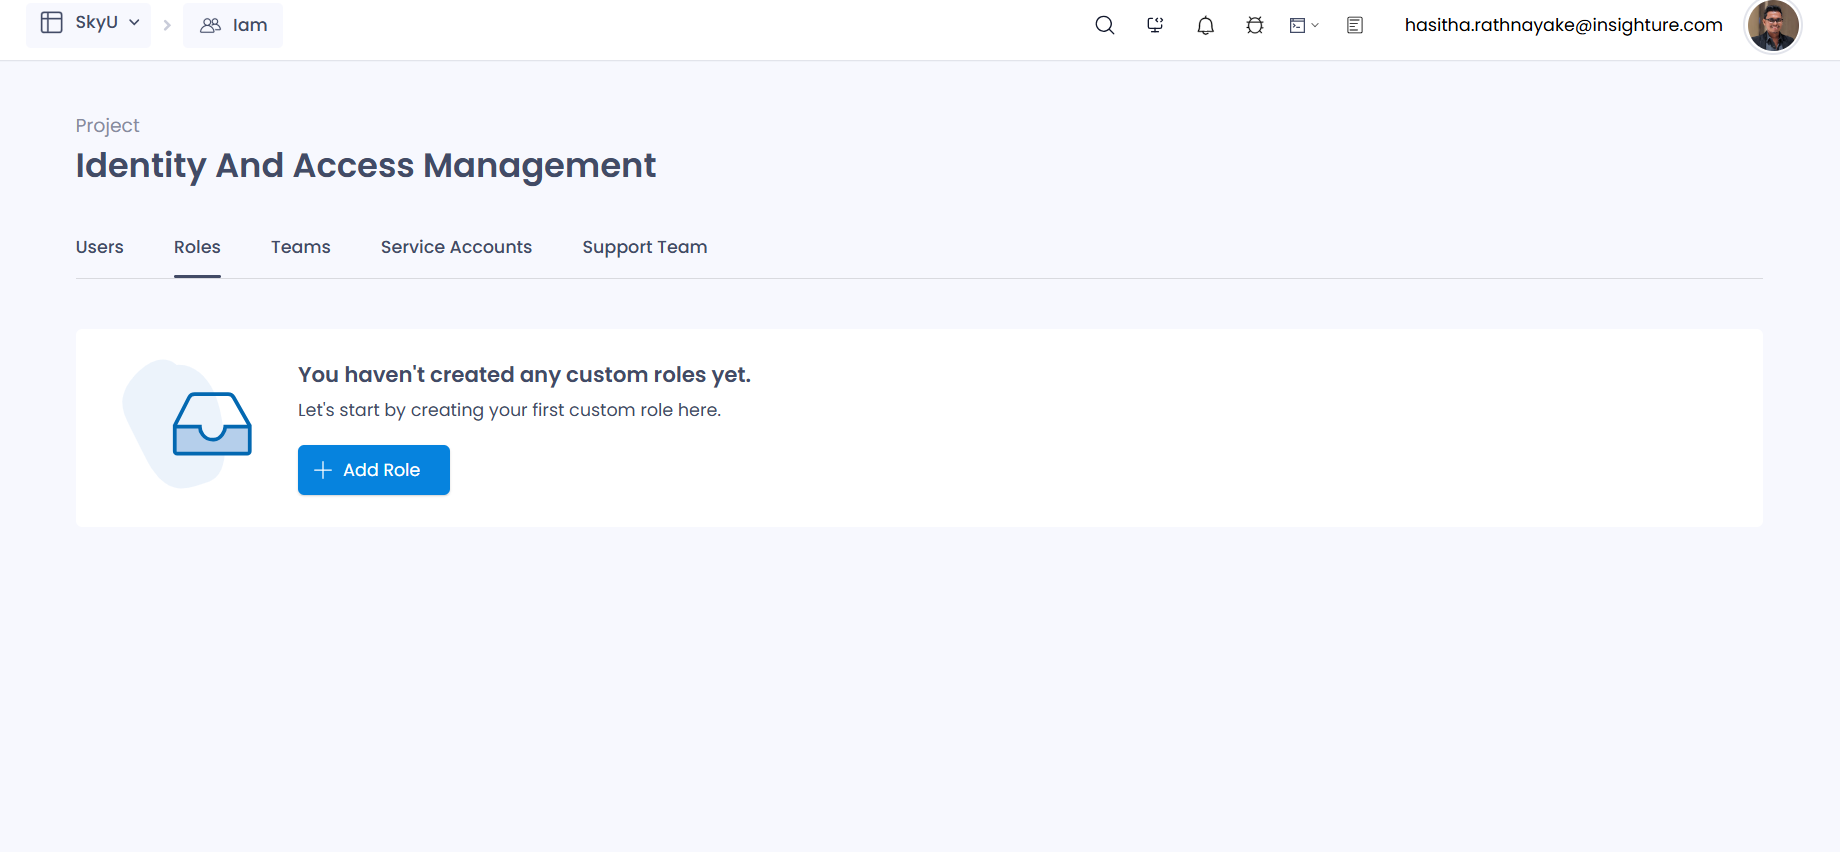 SkyU
Iam
hasitha.rathnayake@insighture.com
Project
Identity And Access Management
Users Roles Teams Service Accounts Support Team
You haven't created any custom roles yet.
Let's start by creating your first custom role here.
Add Role